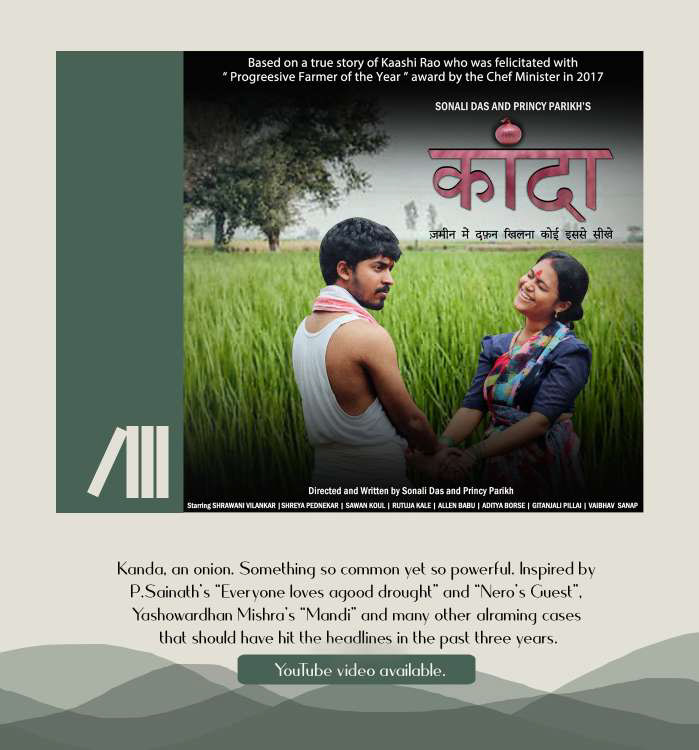 Based on a true story of Kaashi Rao who was felicitated with
“ Progreesive Farmer of the Year ” award by the Chef Minister in 2017
SONALI DAS AND PRINCY PARIKH'S
कांदा
ज़मीन में दफ़न खिलना कोई इससे सीखे
Directed and Written by Sonali Das and Princy Parikh
Starring SHRAWANI VILANKAR | SHREYA PEDNEKAR | SAWAN KOUL | RUTUJA KALE | ALLEN BABU | ADITYA BORSE | GITANJALI PILLAI | VAIBHAV SANAP
Kanda, an onion. Something so common yet so powerful. Inspired by
P.Sainath's “Everyone loves agood drought” and “Nero's Guest”,
Yashowardhan Mishra's “Mandi” and many other alraming cases
that should have hit the headlines in the past three years.
YouTube video available.